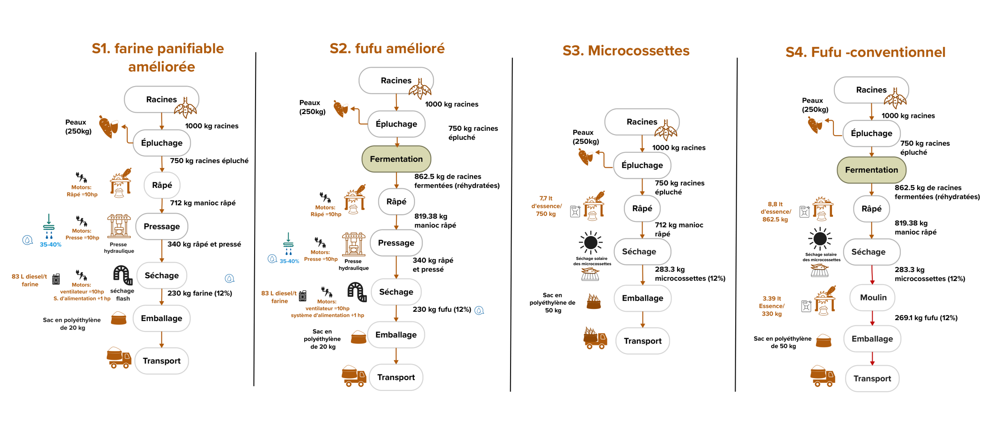 S1. farine panifiable
améliorée
Racines
1000 kg racines
Peaux
(250kg)
Épluchage
750 kg racines épluché
Râpé
Motors:
Râpé =10hp
712 kg manioc râpé
Pressage
35-40%
Motors:
Presse =10hp
Presse
hydraulique
340 kg râpé et pressé
Séchage
83 L diesel/t
farine
Motors:
ventilateur =10hp
S. d'alimentation +1 hp
séchage
flash
230 kg farine (12%)
Emballage
Sac en polyéthylène
de 20 kg
Transport
S2. fufu amélioré
Racines
1000 kg racines
Peaux
(250kg)
Épluchage
750 kg racines
épluché
Fermentation
862.5 kg de racines
fermentées (réhydratées)
Râpé
Motors:
Râpé =10hp
819.38 kg
manioc râpé
Pressage
35-40%
Motors:
Presse =10hp
Presse
hydraulique
340 kg râpé
et pressé
Séchage
83 L diesel/t
farine
Motors:
ventilateur =10hp
système d'alimentation +1 hp
230 kg fufu (12%)
Emballage
Sac en
polyéthylène
de 20 kg
Transport
S3. Microcossettes
Racines
1000 kg racines
Peaux
(250kg)
Épluchage
750 kg racines
épluché
Râpé
7,7 lt
d'essence/
750 kg
712 kg manioc
râpé
Séchage
Séchage solaire
des microcossettes
283.3 kg
microcossettes (12%)
Emballage
Sac en
polyéthylène de
50 kg
Transport
S4. Fufu -conventionnel
Racines
1000 kg racines
Peaux
(250kg)
Épluchage
750 kg racines
épluché
Fermentation
862.5 kg de racines
fermentées (réhydratées)
Râpé
8,8 lt
d'essence/
862.5 kg
819.38 kg
manioc râpé
Séchage
Séchage solaire
des microcossettes
283.3 kg
microcossettes (12%)
Moulin
3.39 lt
Essence/
330 kg
269.1 kg fufu (12%)
Emballage
Sac en polyéthylène
de 50 kg
Transport